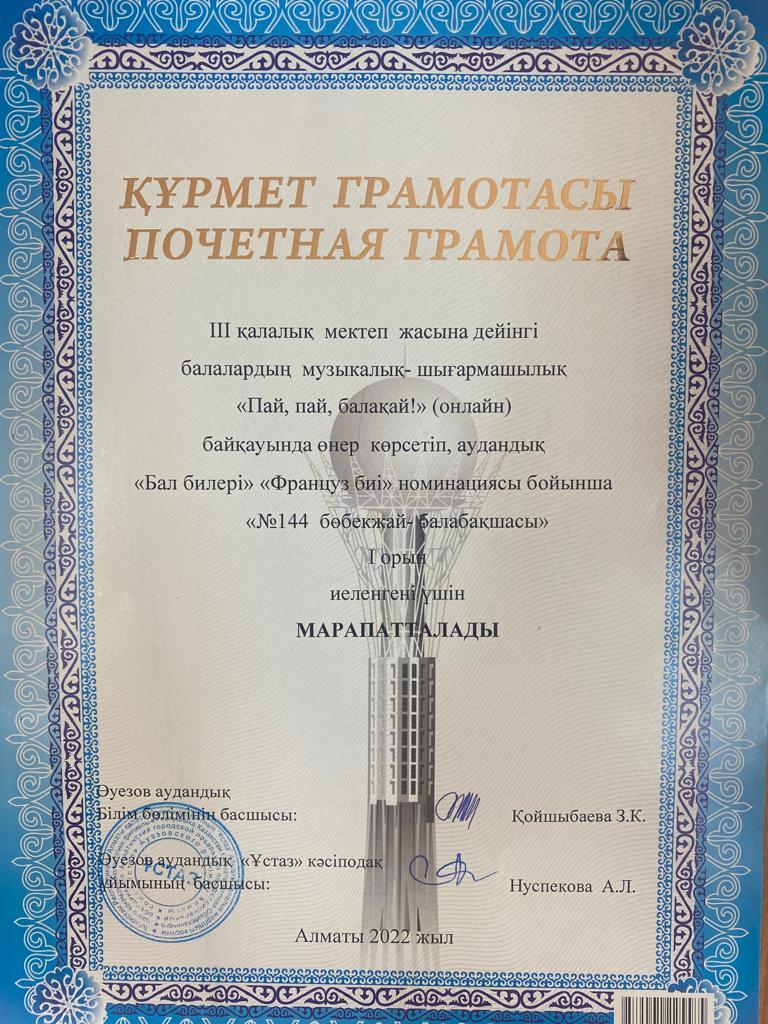 ҚҰРМЕТ ГРАМОТАСЫ
ПОЧЕТНАЯ ГРАМОТА
III қалалық мектеп жасына дейінгі
балалардың музыкалық- шығармашылық
«Пай, пай, балақай!» (онлайн)
байқауында өнер көрсетіп, аудандық
«Бал билері» «Француз биі» номинациясы бойынша
«№144 бөбекжай- балабақшасы»
I орын
иеленгені үшін
МАРАПАТТАЛАДЫ
Әуезов аудандық
Білім бөлімінің басшысы:
Қойшыбаева З.К.
Әуезов аудандық «Ұстаз» кәсіподақ
ұйымының басшысы:
Нуспекова А.Л.
ҰСТАЗ
Алматы 2022 жыл